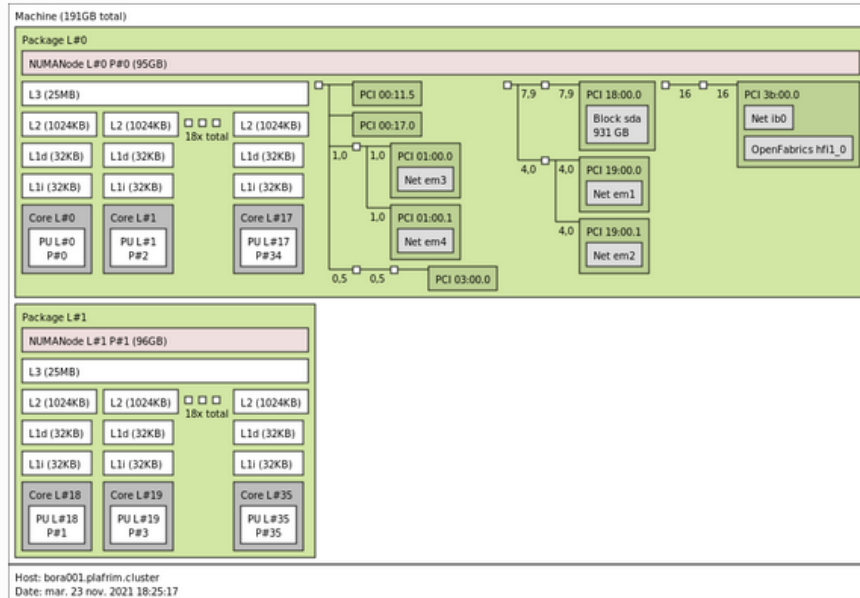 Machine (191GB total)
Package L#0
NUMANode L#0 P#0 (95GB)
L3 (25MB)
L2 (1024KB) L2 (1024KB) 18x total L2 (1024KB)
L1d (32KB) L1d (32KB) L1d (32KB)
L1i (32KB) L1i (32KB) L1i (32KB)
Core L#0 Core L#1 Core L#17
PU L#0 PU L#1 PU L#17
P#0 P#2 P#34
PCI 00:11.5
PCI 00:17.0
1,0 1,0 PCI 01:00.0
Net em3
1,0 PCI 01:00.1
Net em4
0,5 0,5 PCI 03:00.0
7,9 7,9 PCI 18:00.0
Block sda
931 GB
4,0 4,0 PCI 19:00.0
Net em1
4,0 PCI 19:00.1
Net em2
16 16 PCI 3b:00.0
Net ib0
OpenFabrics hfi1_0
Package L#1
NUMANode L#1 P#1 (96GB)
L3 (25MB)
L2 (1024KB) L2 (1024KB) 18x total L2 (1024KB)
L1d (32KB) L1d (32KB) L1d (32KB)
L1i (32KB) L1i (32KB) L1i (32KB)
Core L#18 Core L#19 Core L#35
PU L#18 PU L#19 PU L#35
P#1 P#3 P#35
Host: bora001.plafrim.cluster
Date: mar. 23 nov. 2021 18:25:17